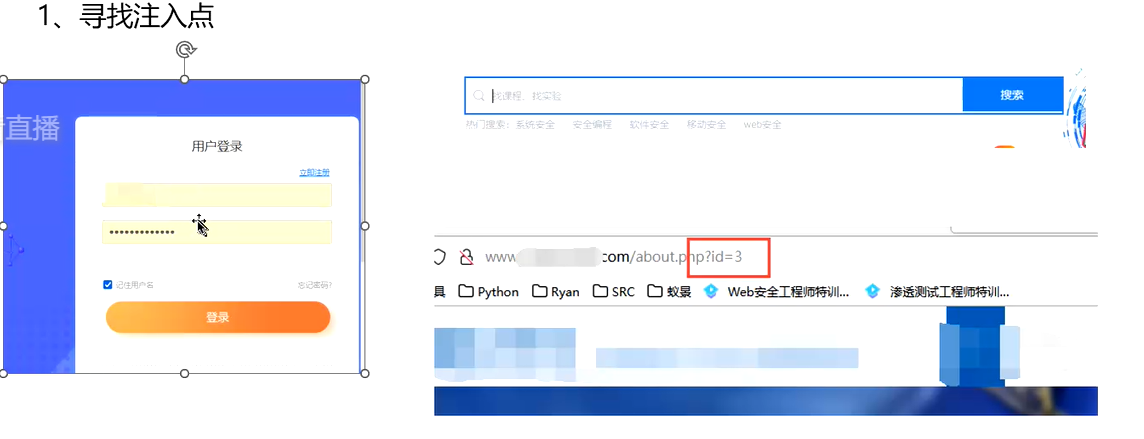 1、寻找注入点
直播
用户登录
立即注册
•••••••••••••
记住用户名
忘记密码?
登录
找课程、找实验
搜索
热门搜索: 系统安全 安全编程 软件安全 移动安全 web安全
www com/about.php?id=3
具 Python Ryan SRC 蚁景 Web安全工程师特训... 渗透测试工程师特训...